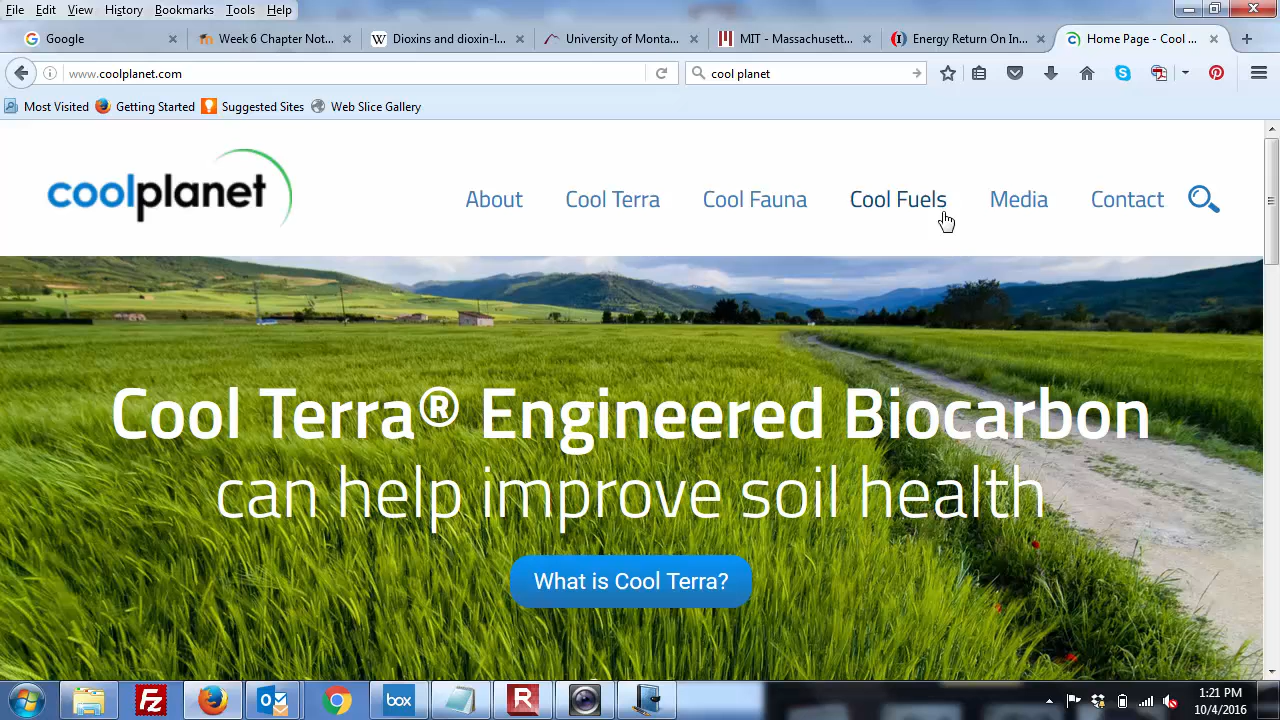 File Edit View History Bookmarks Tools Help
Google
Week 6 Chapter Not...
Dioxins and dioxin-l...
University of Monta...
MIT - Massachusett...
Energy Return On In...
Home Page - Cool ...
www.coolplanet.com
cool planet
Most Visited Getting Started Suggested Sites Web Slice Gallery
coolplanet
About Cool Terra Cool Fauna Cool Fuels Media Contact
Cool Terra® Engineered Biocarbon
can help improve soil health
What is Cool Terra?
box
1:21 PM
10/4/2016